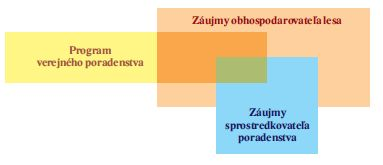 Záujmy obhospodarovateľa lesa
Program
verejného poradenstva
Záujmy
sprostredkovateľa
poradenstva